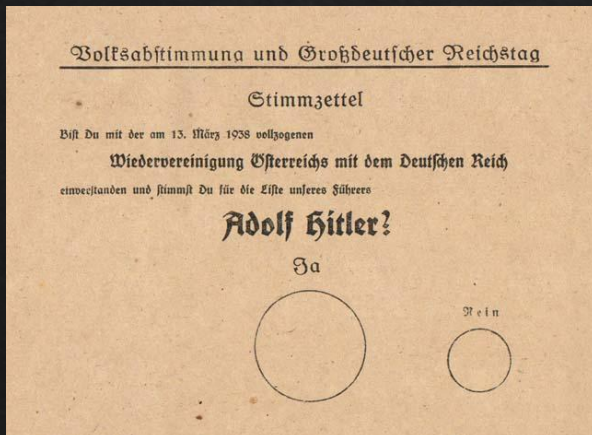 Volksabstimmung und Großdeutscher Reichstag
Stimmzettel
Bist Du mit der am 13. März 1938 vollzogenen
Wiedervereinigung Österreichs mit dem Deutschen Reich
einverstanden und stimmst Du für die Liste unseres Führers
Adolf Hitler?
Ja
Nein